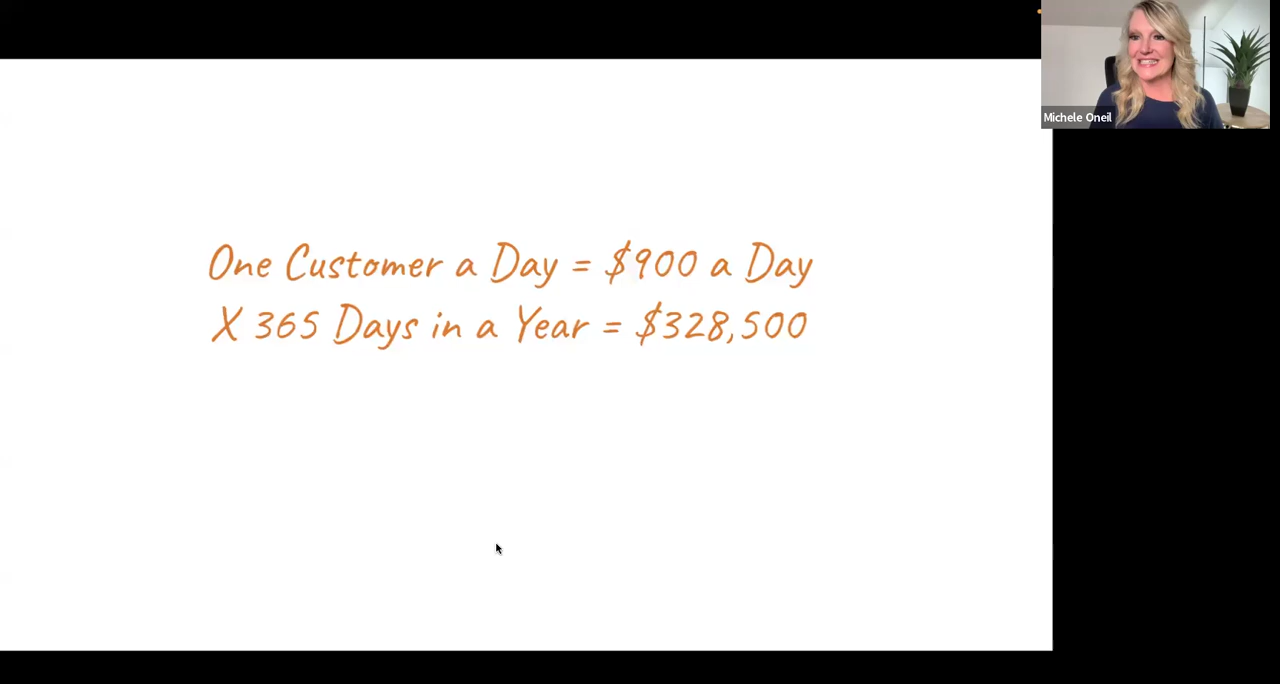 Michele Oneil
One Customer a Day = $900 a Day
X 365 Days in a Year = $328,500